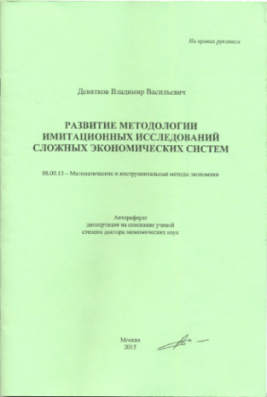 На правах рукописи
Девятков Владимир Васильевич
РАЗВИТИЕ МЕТОДОЛОГИИ
ИМИТАЦИОННЫХ ИССЛЕДОВАНИЙ
СЛОЖНЫХ ЭКОНОМИЧЕСКИХ СИСТЕМ
08.00.13 – Математические и инструментальные методы экономики
Автореферат
диссертации на соискание ученой
степени доктора экономических наук
Москва
2015